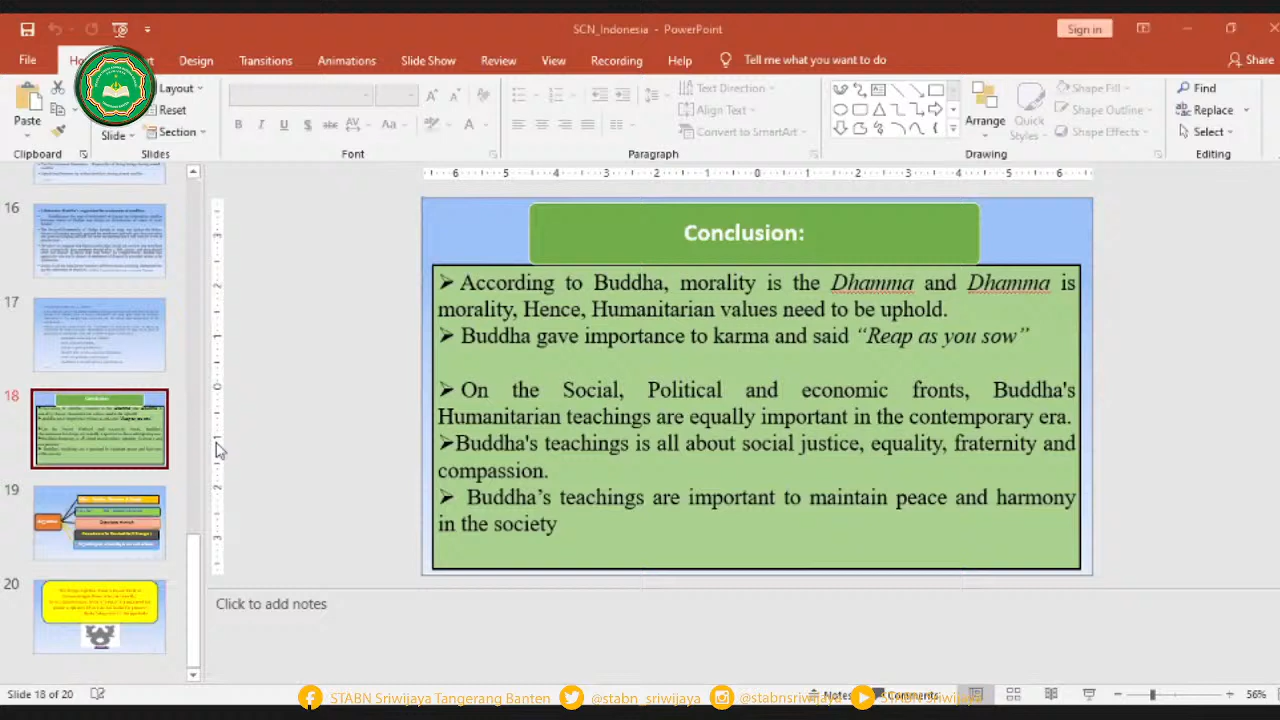 SCN_Indonesia - PowerPoint
Sign in
File
Design
Transitions
Animations
Slide Show
Review
View
Recording
Help
Tell me what you want to do
Share
Paste
Layout
Reset
Slide
Section
Text Direction
Align Text
Convert to SmartArt
Arrange
Quick
Styles
Shape Fill
Shape Outline
Shape Effects
Find
Replace
Select
Clipboard
Slides
Font
Paragraph
Drawing
Editing
16
17
18
19
20
Conclusion:
➢ According to Buddha, morality is the Dhamma and Dhamma is
morality, Hence, Humanitarian values need to be uphold.
➢ Buddha gave importance to karma and said “Reap as you sow”
➢ On the Social, Political and economic fronts, Buddha's
Humanitarian teachings are equally pertain in the contemporary era.
➢Buddha's teachings is all about Social justice, equality, fraternity and
compassion.
➢ Buddha’s teachings are important to maintain peace and harmony
in the society
Click to add notes
Slide 18 of 20
Notes
Comments
56%
STABN Sriwijaya Tangerang Banten
@stabn_sriwijaya
@stabnsriwijaya
STABN Sriwijaya